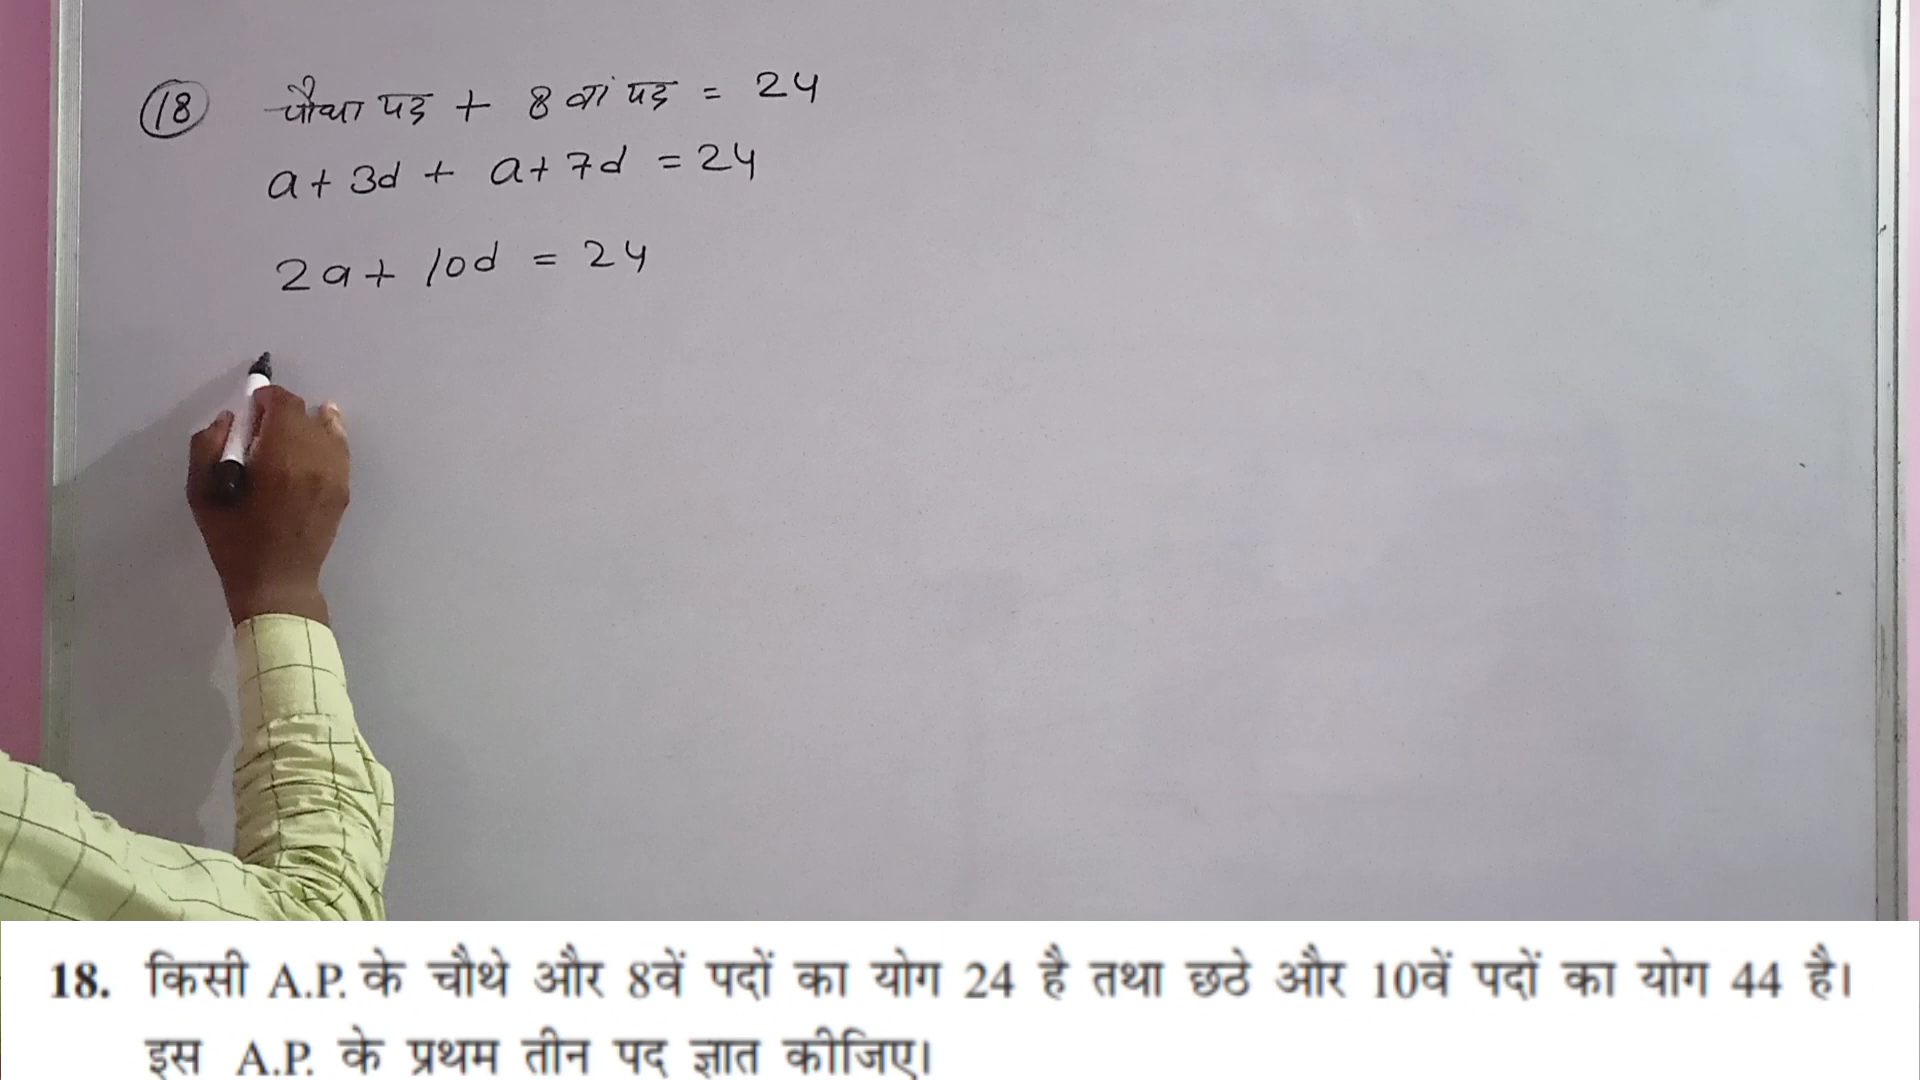 18 चौथा पद + 8 वां पद = 24
a + 3d + a + 7d = 24
2a + 10d = 24
18. किसी A.P. के चौथे और 8वें पदों का योग 24 है तथा छठे और 10वें पदों का योग 44 है।
इस A.P. के प्रथम तीन पद ज्ञात कीजिए।